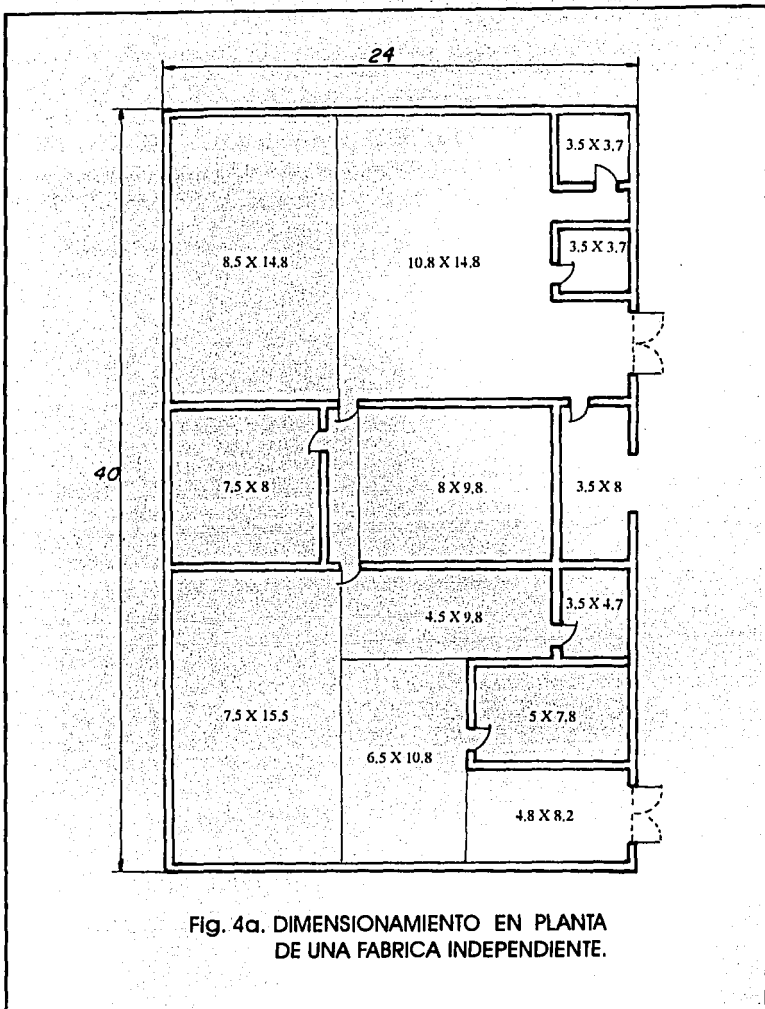 24
3.5 X 3.7
3.5 X 3.7
8.5 X 14.8
10.8 X 14.8
40
7.5 X 8
8 X 9.8
3.5 X 8
4.5 X 9.8
3.5 X 4.7
7.5 X 15.5
5 X 7.8
6.5 X 10.8
4.8 X 8.2
Fig. 4a. DIMENSIONAMIENTO EN PLANTA
DE UNA FABRICA INDEPENDIENTE.